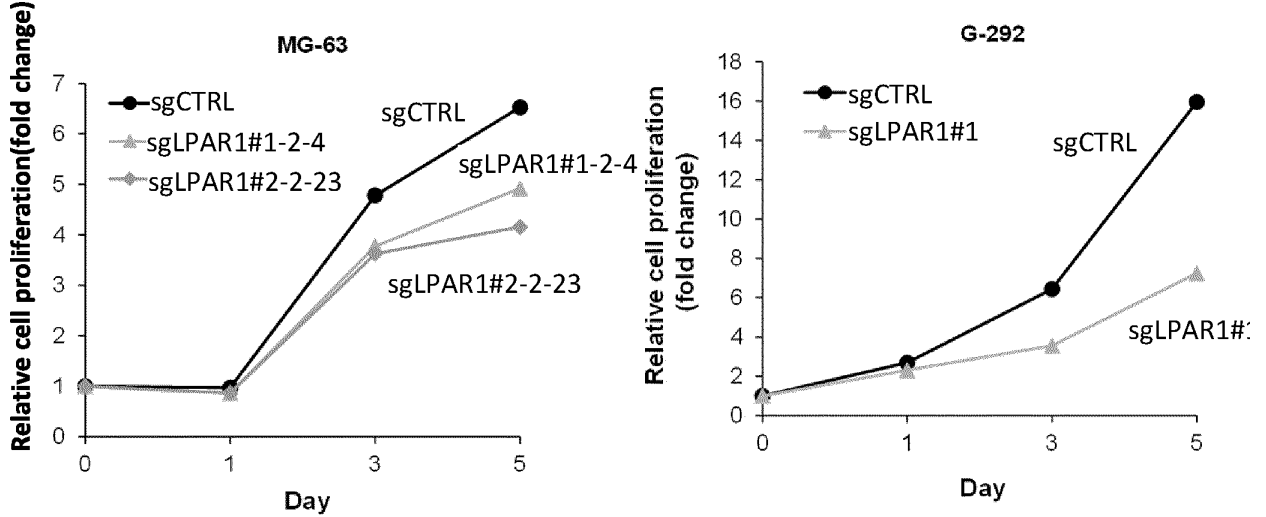 MG-63
Relative cell proliferation(fold change)
7
6
5
4
3
2
1
0
sgCTRL
sgLPAR1#1-2-4
sgLPAR1#2-2-23
sgCTRL
sgLPAR1#1-2-4
sgLPAR1#2-2-23
0 1 3 5
Day
G-292
Relative cell proliferation
(fold change)
18
16
14
12
10
8
6
4
2
0
sgCTRL
sgLPAR1#1
sgCTRL
sgLPAR1#1
0 1 3 5
Day